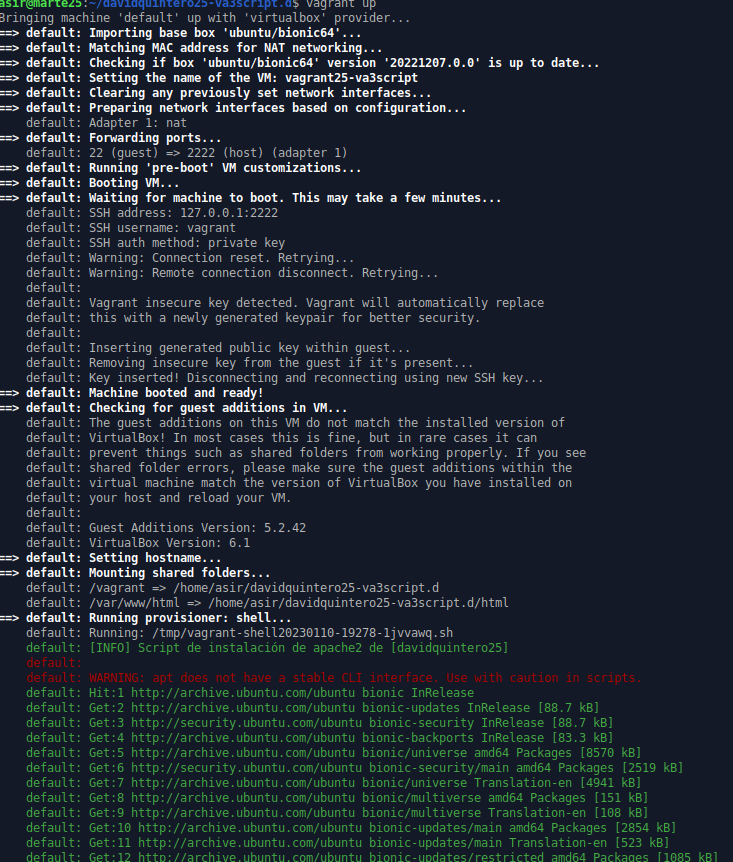 asir@marte25:~/davidquintero25-va3script.d$ vagrant up
Bringing machine 'default' up with 'virtualbox' provider...
==> default: Importing base box 'ubuntu/bionic64'...
==> default: Matching MAC address for NAT networking...
==> default: Checking if box 'ubuntu/bionic64' version '20221207.0.0' is up to date...
==> default: Setting the name of the VM: vagrant25-va3script
==> default: Clearing any previously set network interfaces...
==> default: Preparing network interfaces based on configuration...
default: Adapter 1: nat
==> default: Forwarding ports...
default: 22 (guest) => 2222 (host) (adapter 1)
==> default: Running 'pre-boot' VM customizations...
==> default: Booting VM...
==> default: Waiting for machine to boot. This may take a few minutes...
default: SSH address: 127.0.0.1:2222
default: SSH username: vagrant
default: SSH auth method: private key
default: Warning: Connection reset. Retrying...
default: Warning: Remote connection disconnect. Retrying...
default:
default: Vagrant insecure key detected. Vagrant will automatically replace
default: this with a newly generated keypair for better security.
default:
default: Inserting generated public key within guest...
default: Removing insecure key from the guest if it's present...
default: Key inserted! Disconnecting and reconnecting using new SSH key...
==> default: Machine booted and ready!
==> default: Checking for guest additions in VM...
default: The guest additions on this VM do not match the installed version of
default: VirtualBox! In most cases this is fine, but in rare cases it can
default: prevent things such as shared folders from working properly. If you see
default: shared folder errors, please make sure the guest additions within the
default: virtual machine match the version of VirtualBox you have installed on
default: your host and reload your VM.
default:
default: Guest Additions Version: 5.2.42
default: VirtualBox Version: 6.1
==> default: Setting hostname...
==> default: Mounting shared folders...
default: /vagrant => /home/asir/davidquintero25-va3script.d
default: /var/www/html => /home/asir/davidquintero25-va3script.d/html
==> default: Running provisioner: shell...
default: Running: /tmp/vagrant-shell20230110-19278-1jvvawq.sh
default: [INFO] Script de instalación de apache2 de [davidquintero25]
default:
default: WARNING: apt does not have a stable CLI interface. Use with caution in scripts.
default: Hit:1 http://archive.ubuntu.com/ubuntu bionic InRelease
default: Get:2 http://archive.ubuntu.com/ubuntu bionic-updates InRelease [88.7 kB]
default: Get:3 http://security.ubuntu.com/ubuntu bionic-security InRelease [88.7 kB]
default: Get:4 http://archive.ubuntu.com/ubuntu bionic-backports InRelease [83.3 kB]
default: Get:5 http://archive.ubuntu.com/ubuntu bionic/universe amd64 Packages [8570 kB]
default: Get:6 http://security.ubuntu.com/ubuntu bionic-security/main amd64 Packages [2519 kB]
default: Get:7 http://archive.ubuntu.com/ubuntu bionic/universe Translation-en [4941 kB]
default: Get:8 http://archive.ubuntu.com/ubuntu bionic/multiverse amd64 Packages [151 kB]
default: Get:9 http://archive.ubuntu.com/ubuntu bionic/multiverse Translation-en [108 kB]
default: Get:10 http://archive.ubuntu.com/ubuntu bionic-updates/main amd64 Packages [2854 kB]
default: Get:11 http://archive.ubuntu.com/ubuntu bionic-updates/main Translation-en [523 kB]
default: Get:12 http://archive.ubuntu.com/ubuntu bionic-updates/restricted amd64 Packages [1085 kB]